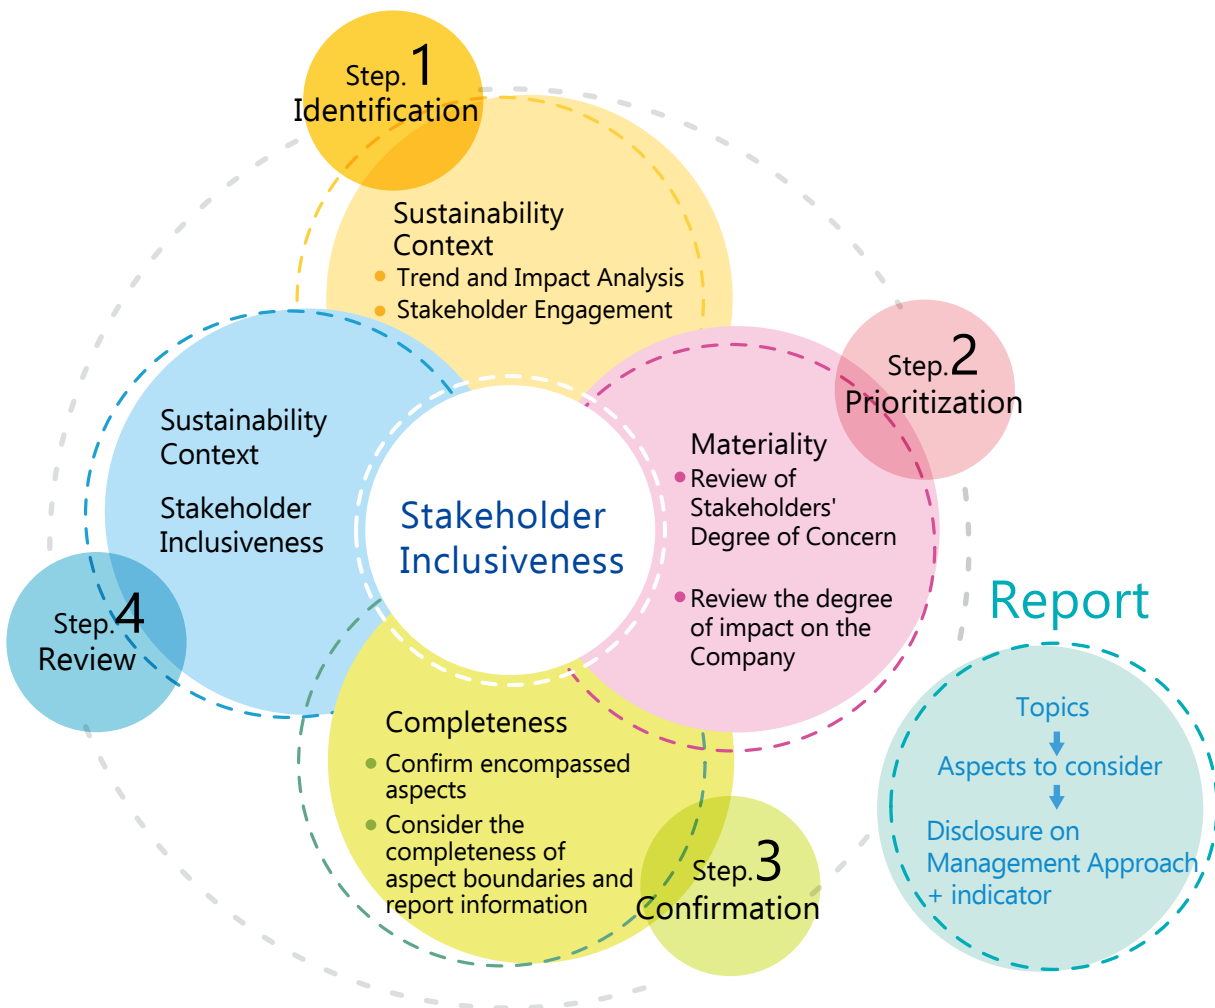 Step.1
Identification
Sustainability
Context
• Trend and Impact Analysis
• Stakeholder Engagement
Step.2
Prioritization
Materiality
• Review of
Stakeholders'
Degree of Concern
• Review the degree
of impact on the
Company
Sustainability
Context
Stakeholder
Inclusiveness
Stakeholder
Inclusiveness
Step.4
Review
Completeness
• Confirm encompassed
aspects
• Consider the
completeness of
aspect boundaries and
report information
Step.3
Confirmation
Report
Topics
Aspects to consider
Disclosure on
Management Approach
+ indicator